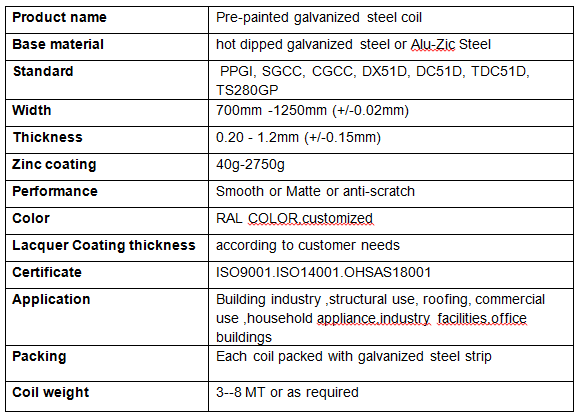 Product name Pre-painted galvanized steel coil
Base material hot dipped galvanized steel or Alu-Zic Steel
Standard PPGI, SGCC, CGCC, DX51D, DC51D, TDC51D,
TS280GP
Width 700mm -1250mm (+/-0.02mm)
Thickness 0.20 - 1.2mm (+/-0.15mm)
Zinc coating 40g-2750g
Performance Smooth or Matte or anti-scratch
Color RAL COLOR,customized
Lacquer Coating thickness according to customer needs
Certificate ISO9001.ISO14001.OHSAS18001
Application Building industry ,structural use, roofing, commercial
use ,household appliance,industry facilities,office
buildings
Packing Each coil packed with galvanized steel strip
Coil weight 3--8 MT or as required